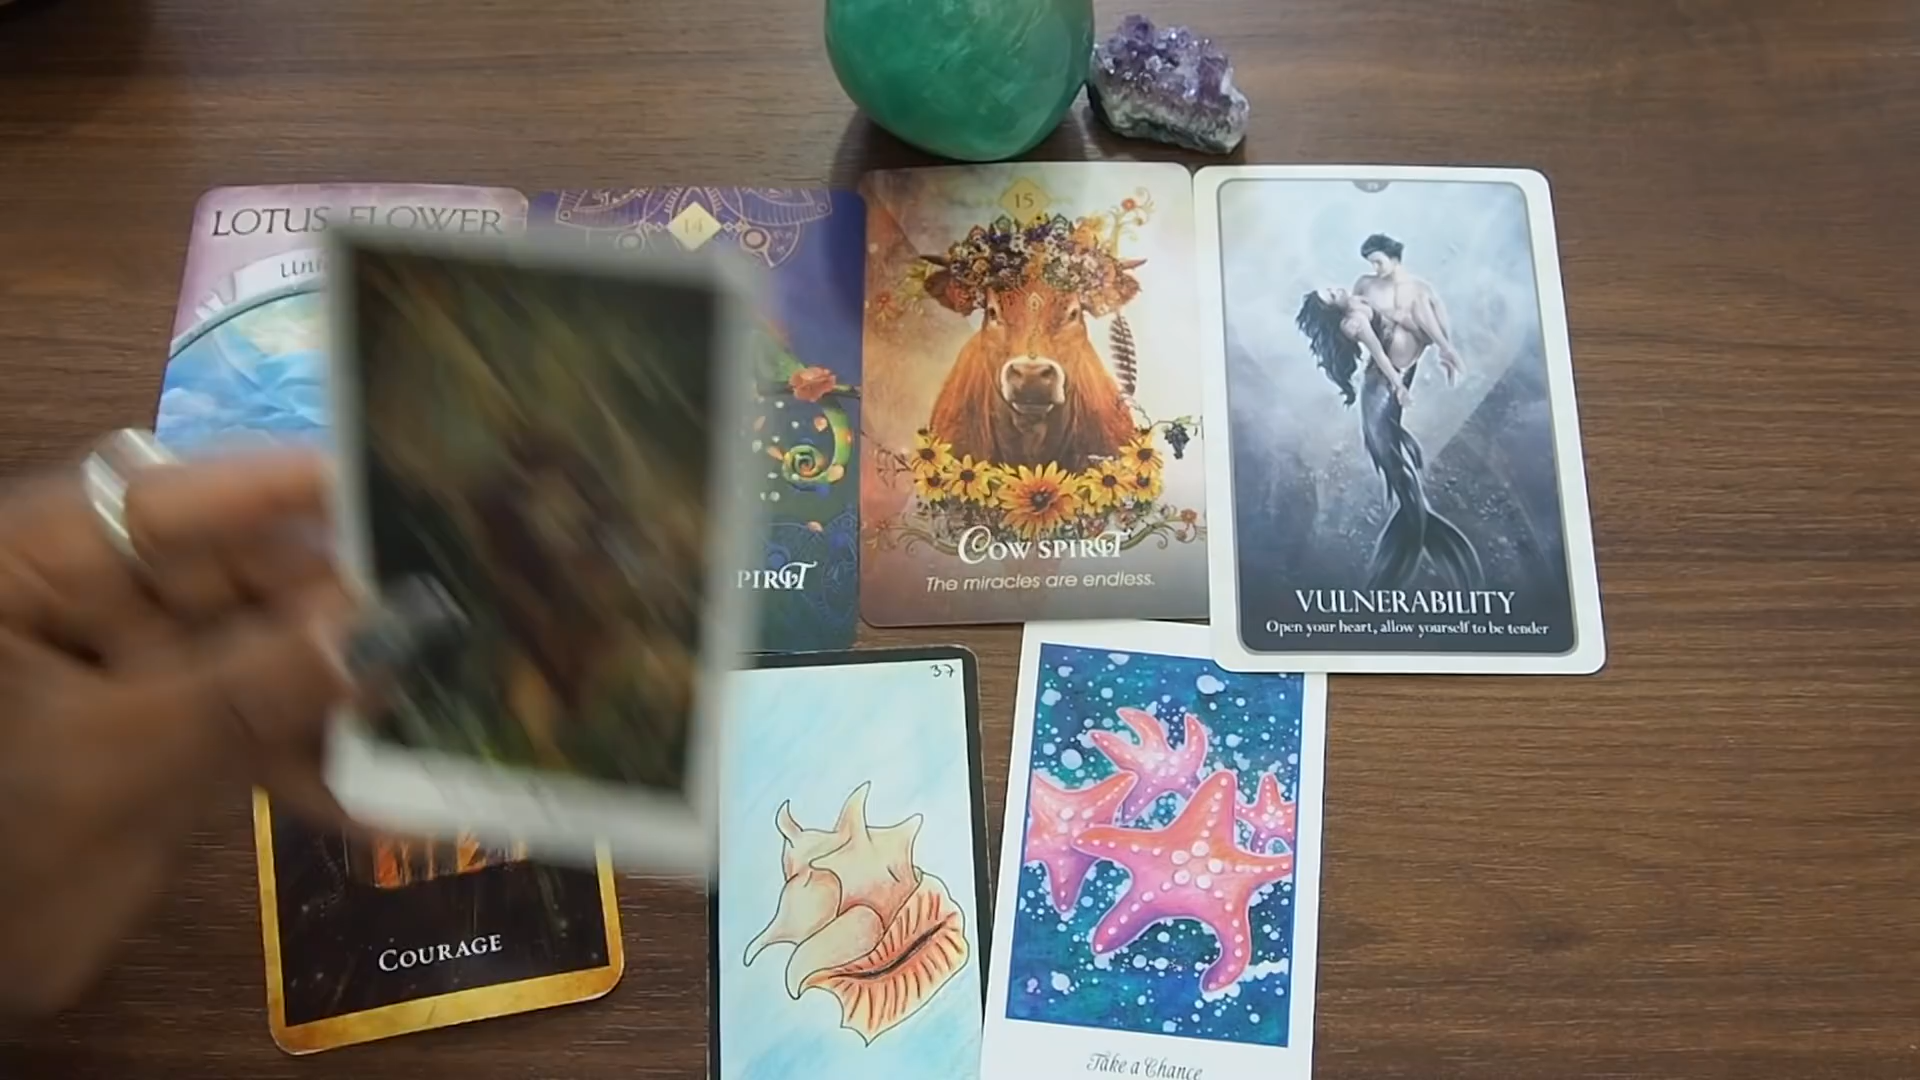 LOTUS FLOWER
14
15
COW SPIRIT
The miracles are endless.
VULNERABILITY
Open your heart, allow yourself to be tender
37
COURAGE
Take a Chance